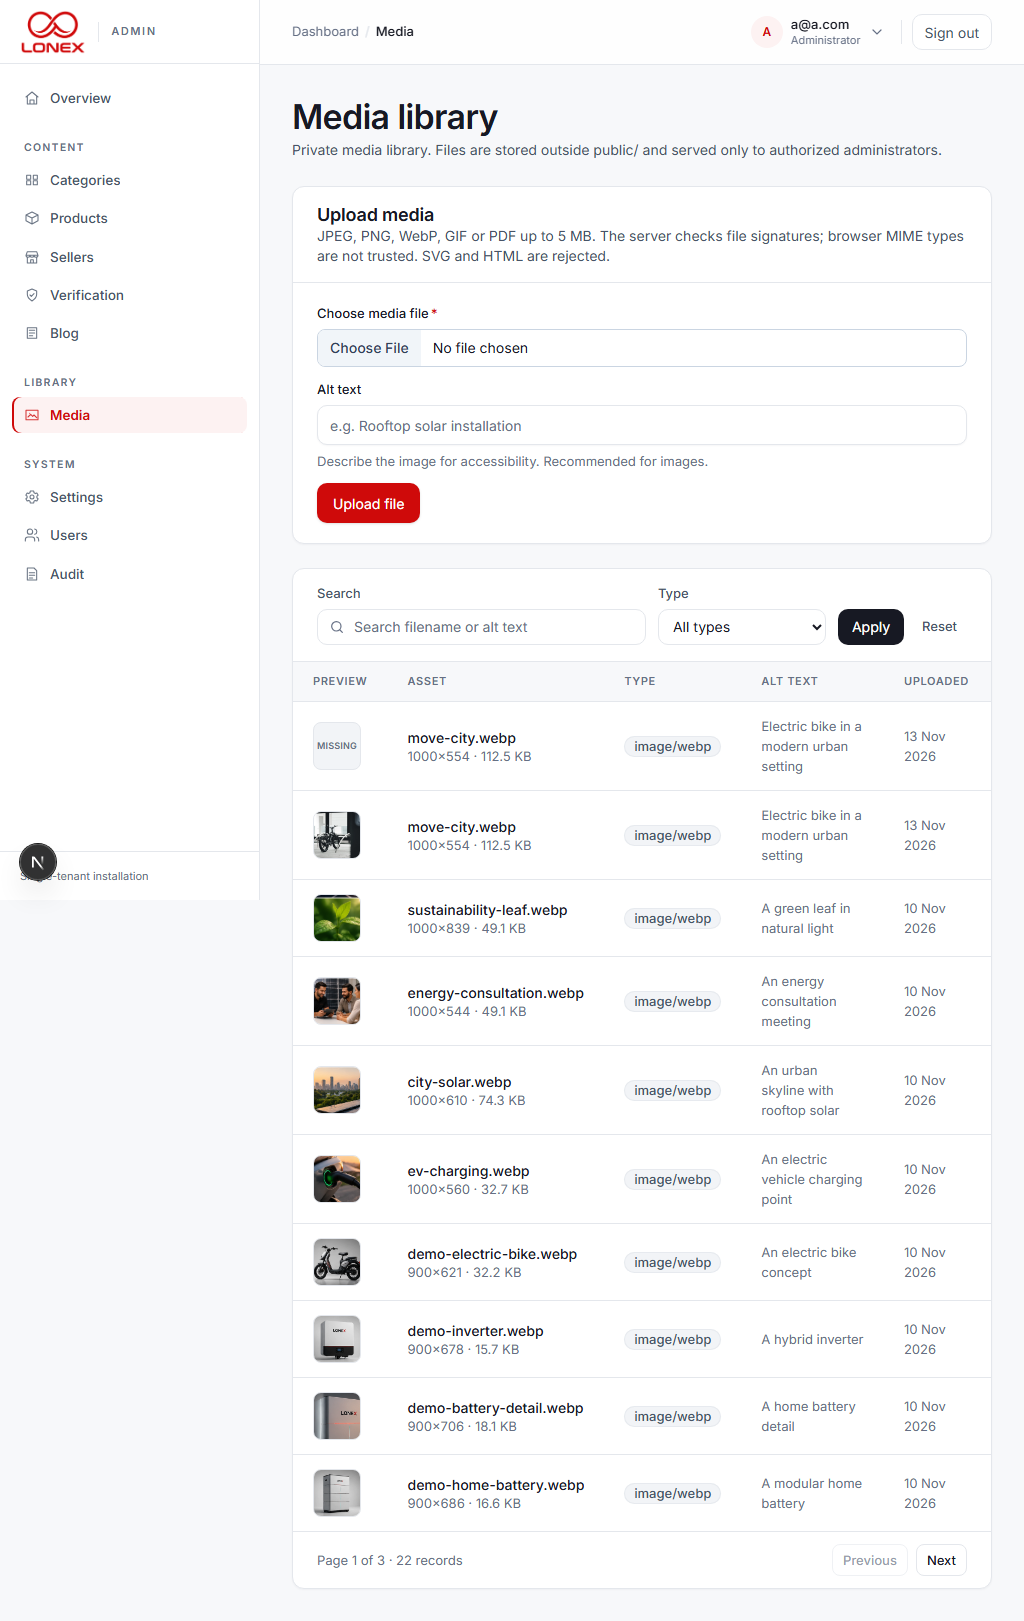 LONEX
ADMIN
Overview
CONTENT
Categories
Products
Sellers
Verification
Blog
LIBRARY
Media
SYSTEM
Settings
Users
Audit
N
-tenant installation
Dashboard / Media
A
a@a.com
Administrator
Sign out
Media library
Private media library. Files are stored outside public/ and served only to authorized administrators.
Upload media
JPEG, PNG, WebP, GIF or PDF up to 5 MB. The server checks file signatures; browser MIME types
are not trusted. SVG and HTML are rejected.
Choose media file *
Choose File No file chosen
Alt text
e.g. Rooftop solar installation
Describe the image for accessibility. Recommended for images.
Upload file
Search Type
Search filename or alt text All types Apply Reset
PREVIEW ASSET TYPE ALT TEXT UPLOADED
MISSING
move-city.webp
1000×554 · 112.5 KB
image/webp
Electric bike in a
modern urban
setting
13 Nov
2026
move-city.webp
1000×554 · 112.5 KB
image/webp
Electric bike in a
modern urban
setting
13 Nov
2026
sustainability-leaf.webp
1000×839 · 49.1 KB
image/webp
A green leaf in
natural light
10 Nov
2026
energy-consultation.webp
1000×544 · 49.1 KB
image/webp
An energy
consultation
meeting
10 Nov
2026
city-solar.webp
1000×610 · 74.3 KB
image/webp
An urban
skyline with
rooftop solar
10 Nov
2026
ev-charging.webp
1000×560 · 32.7 KB
image/webp
An electric
vehicle charging
point
10 Nov
2026
demo-electric-bike.webp
900×621 · 32.2 KB
image/webp
An electric bike
concept
10 Nov
2026
LONEX
demo-inverter.webp
900×678 · 15.7 KB
image/webp
A hybrid inverter
10 Nov
2026
LONEX
demo-battery-detail.webp
900×706 · 18.1 KB
image/webp
A home battery
detail
10 Nov
2026
demo-home-battery.webp
900×686 · 16.6 KB
image/webp
A modular home
battery
10 Nov
2026
Page 1 of 3 · 22 records
Previous Next